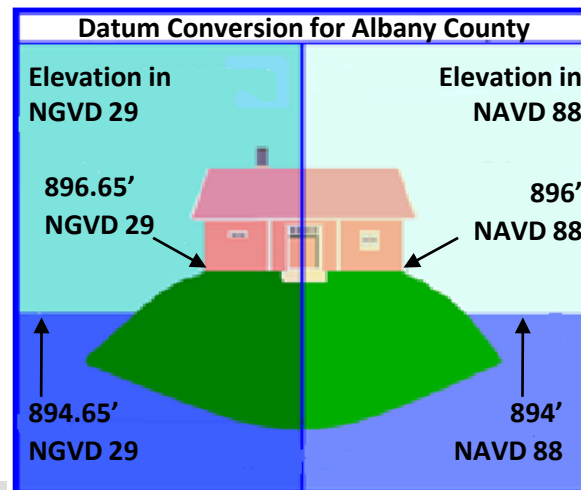 Datum Conversion for Albany County
Elevation in
NGVD 29
Elevation in
NAVD 88
896.65’
NGVD 29
896’
NAVD 88
894.65’
NGVD 29
894’
NAVD 88